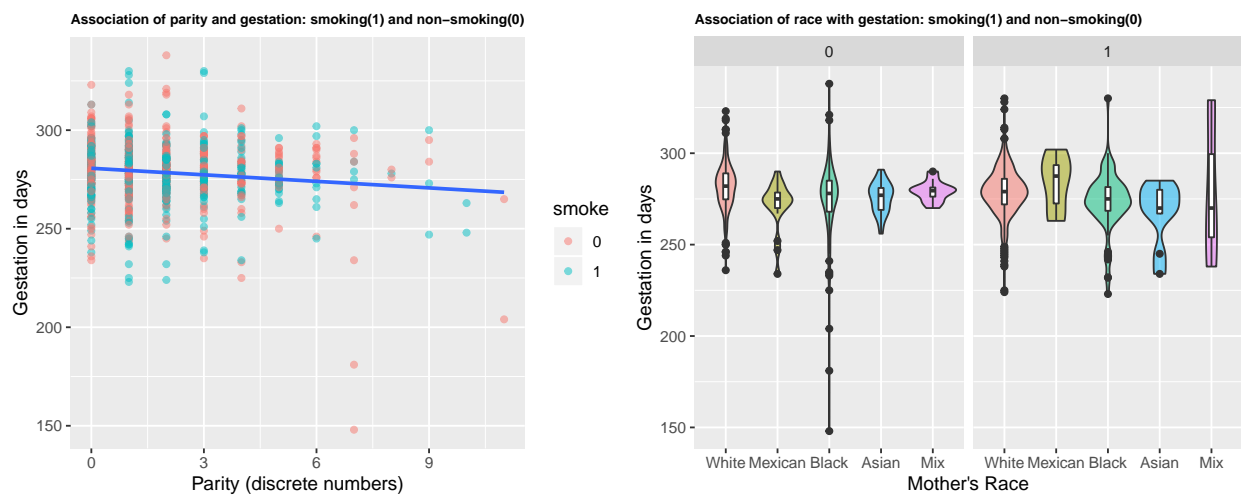 Association of parity and gestation: smoking(1) and non−smoking(0)
300
250
200
150
Gestation in days
0 3 6 9
Parity (discrete numbers)
smoke
0
1
Association of race with gestation: smoking(1) and non−smoking(0)
0 1
300
250
200
150
Gestation in days
White Mexican Black Asian Mix White Mexican Black Asian Mix
Mother's Race